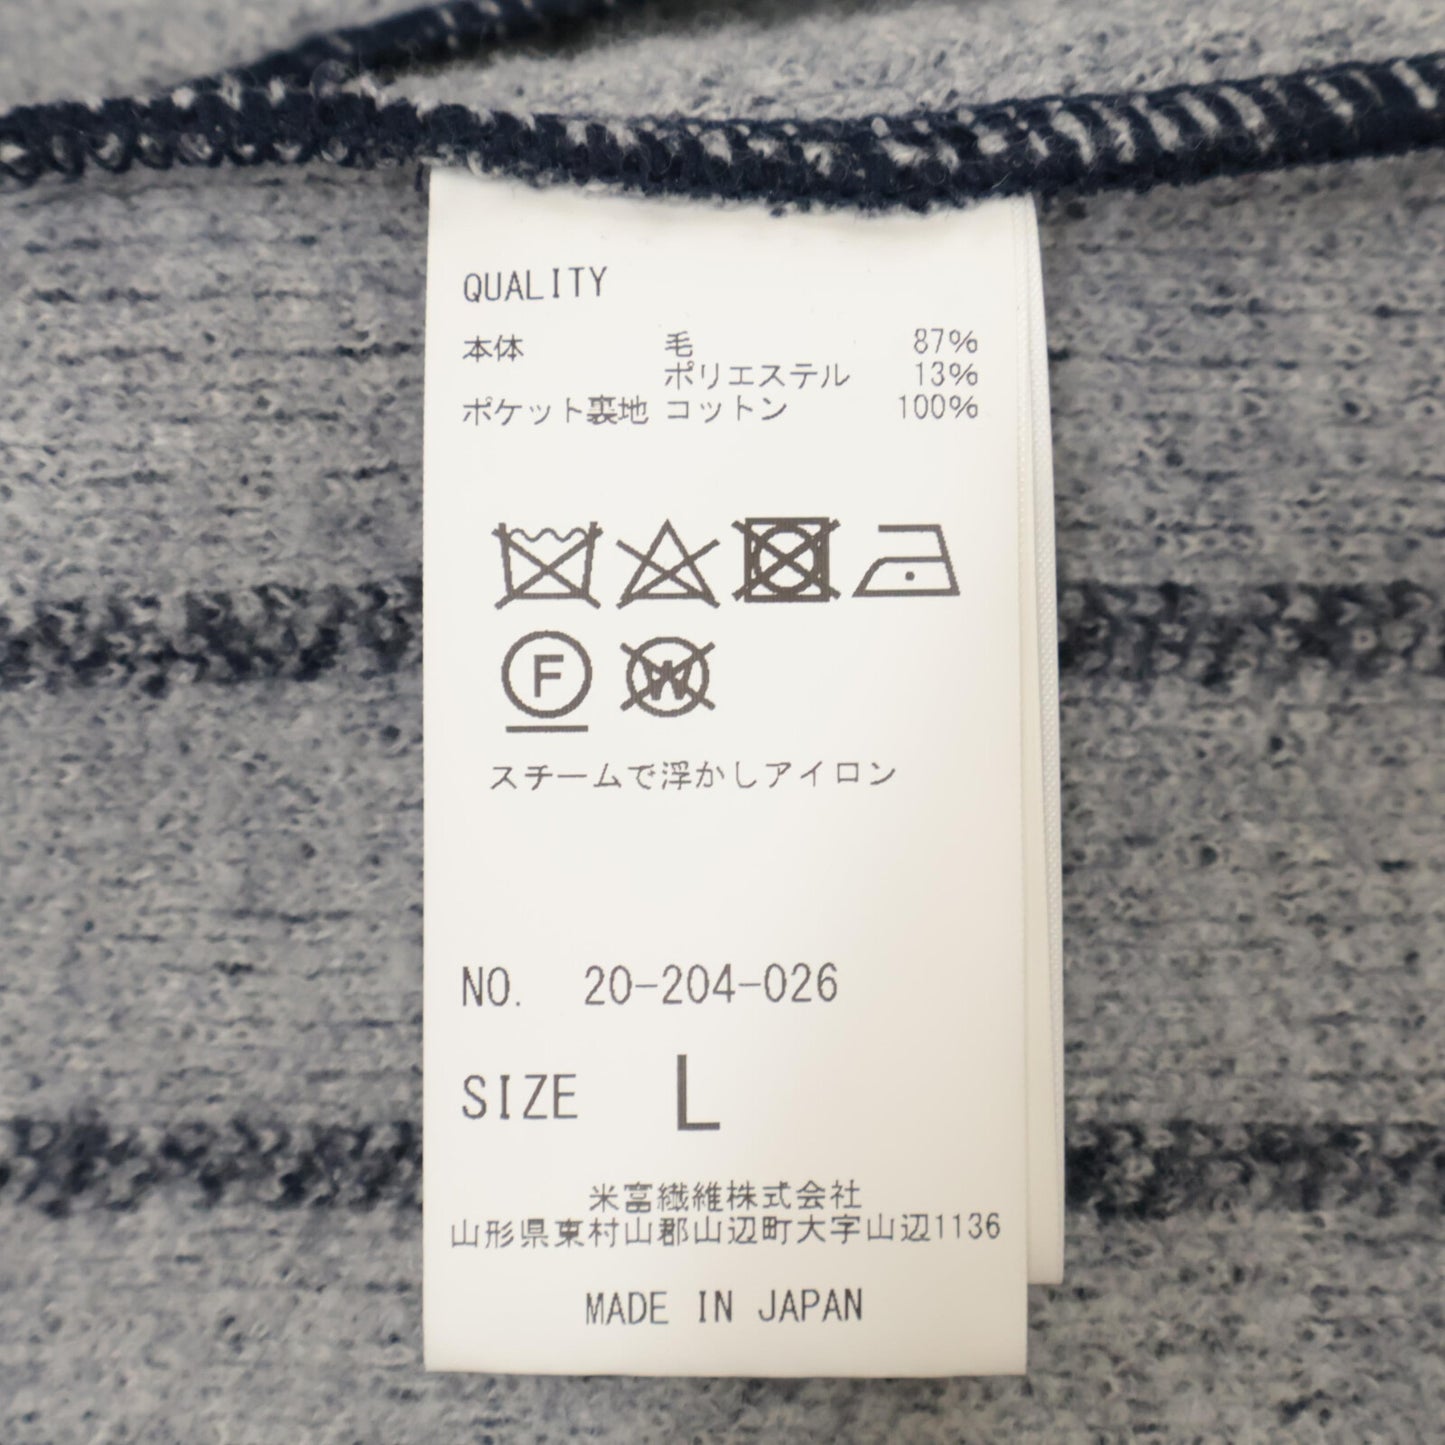 QUALITY
本体 毛 87%
ポリエステル 13%
ポケット裏地 コットン 100%
F W
スチームで浮かしアイロン
NO. 20-204-026
SIZE L
米富繊維株式会社
山形県東村山郡山辺町大字山辺1136
MADE IN JAPAN